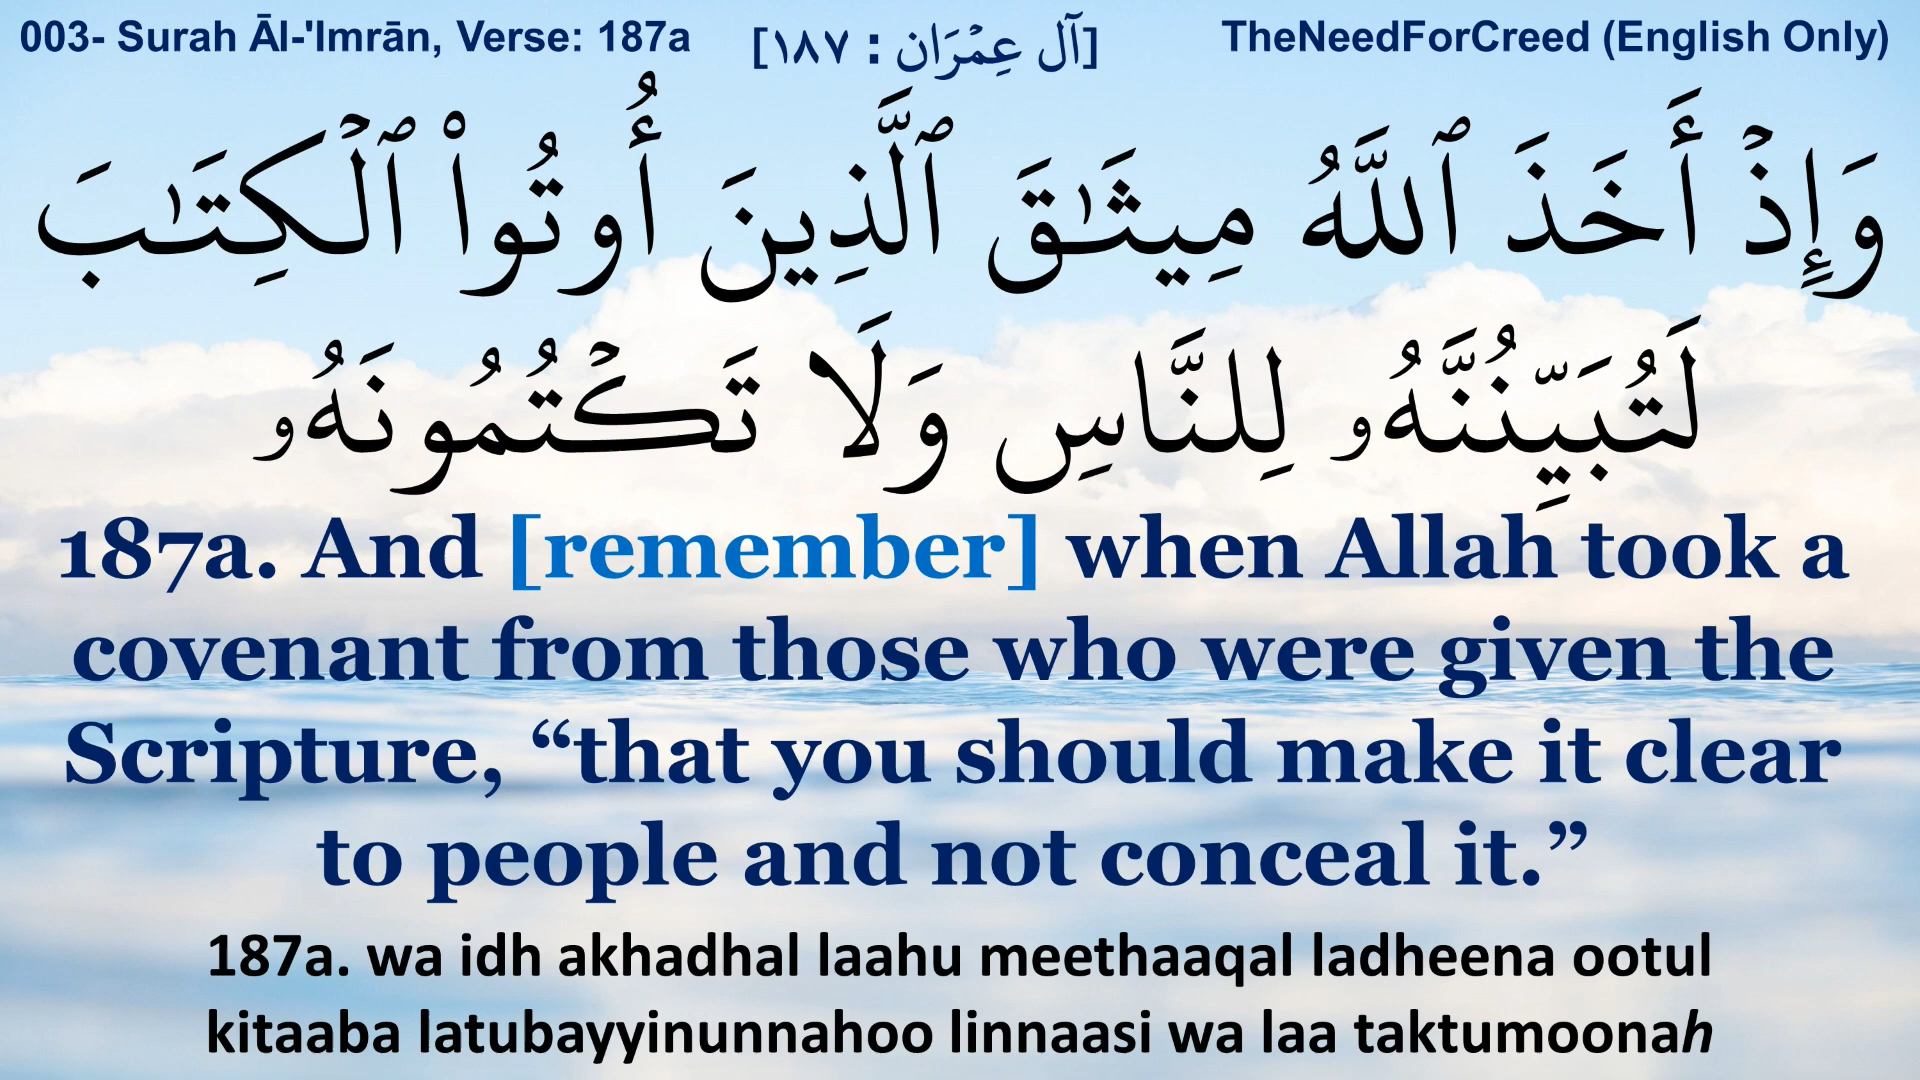 003- Surah Āl-'Imrān, Verse: 187a [آل عِمْرَان : ١٨٧] TheNeedForCreed (English Only)
وَإِذْ أَخَذَ ٱللَّهُ مِيثَـٰقَ ٱلَّذِينَ أُوتُوا۟ ٱلْكِتَـٰبَ
لَتُبَيِّنُنَّهُۥ لِلنَّاسِ وَلَا تَكْتُمُونَهُۥ
187a. And [remember] when Allah took a
covenant from those who were given the
Scripture, “that you should make it clear
to people and not conceal it.”
187a. wa idh akhadhal laahu meethaaqal ladheena ootul
kitaaba latubayyinunnahoo linnaasi wa laa taktumoonah